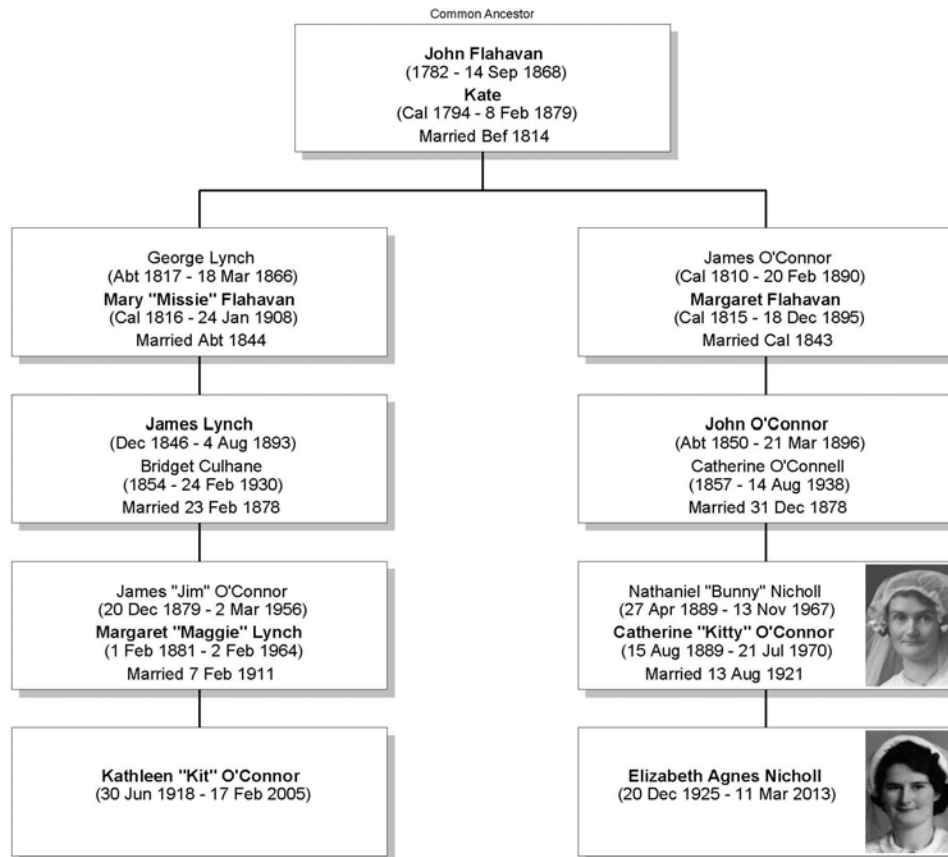 Common Ancestor
John Flahavan
(1782 - 14 Sep 1868)
Kate
(Cal 1794 - 8 Feb 1879)
Married Bef 1814
George Lynch
(Abt 1817 - 18 Mar 1866)
Mary "Missie" Flahavan
(Cal 1816 - 24 Jan 1908)
Married Abt 1844
James O'Connor
(Cal 1810 - 20 Feb 1890)
Margaret Flahavan
(Cal 1815 - 18 Dec 1895)
Married Cal 1843
James Lynch
(Dec 1846 - 4 Aug 1893)
Bridget Culhane
(1854 - 24 Feb 1930)
Married 23 Feb 1878
John O'Connor
(Abt 1850 - 21 Mar 1896)
Catherine O'Connell
(1857 - 14 Aug 1938)
Married 31 Dec 1878
James "Jim" O'Connor
(20 Dec 1879 - 2 Mar 1956)
Margaret "Maggie" Lynch
(1 Feb 1881 - 2 Feb 1964)
Married 7 Feb 1911
Nathaniel "Bunny" Nicholl
(27 Apr 1889 - 13 Nov 1967)
Catherine "Kitty" O'Connor
(15 Aug 1889 - 21 Jul 1970)
Married 13 Aug 1921
Kathleen "Kit" O'Connor
(30 Jun 1918 - 17 Feb 2005)
Elizabeth Agnes Nicholl
(20 Dec 1925 - 11 Mar 2013)